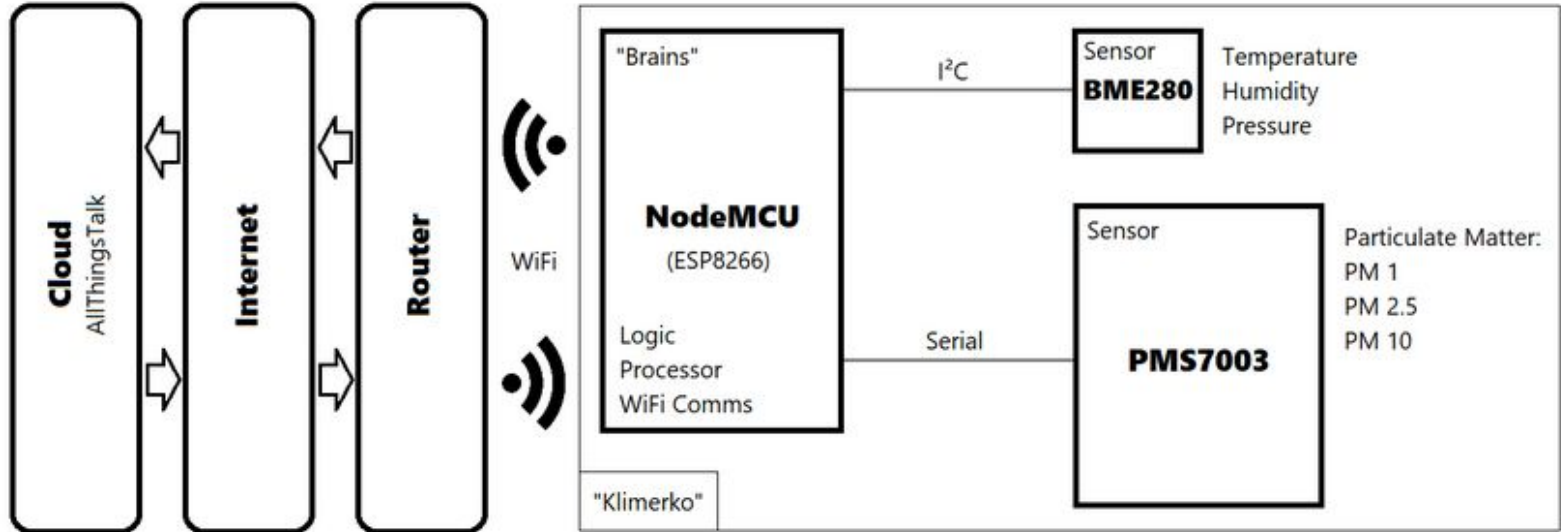 Cloud
AllThingsTalk
Internet
Router
WiFi
"Brains"
NodeMCU
(ESP8266)
Logic
Processor
WiFi Comms
I²C
Serial
Sensor
BME280
Temperature
Humidity
Pressure
Sensor
PMS7003
Particulate Matter:
PM 1
PM 2.5
PM 10
"Klimerko"